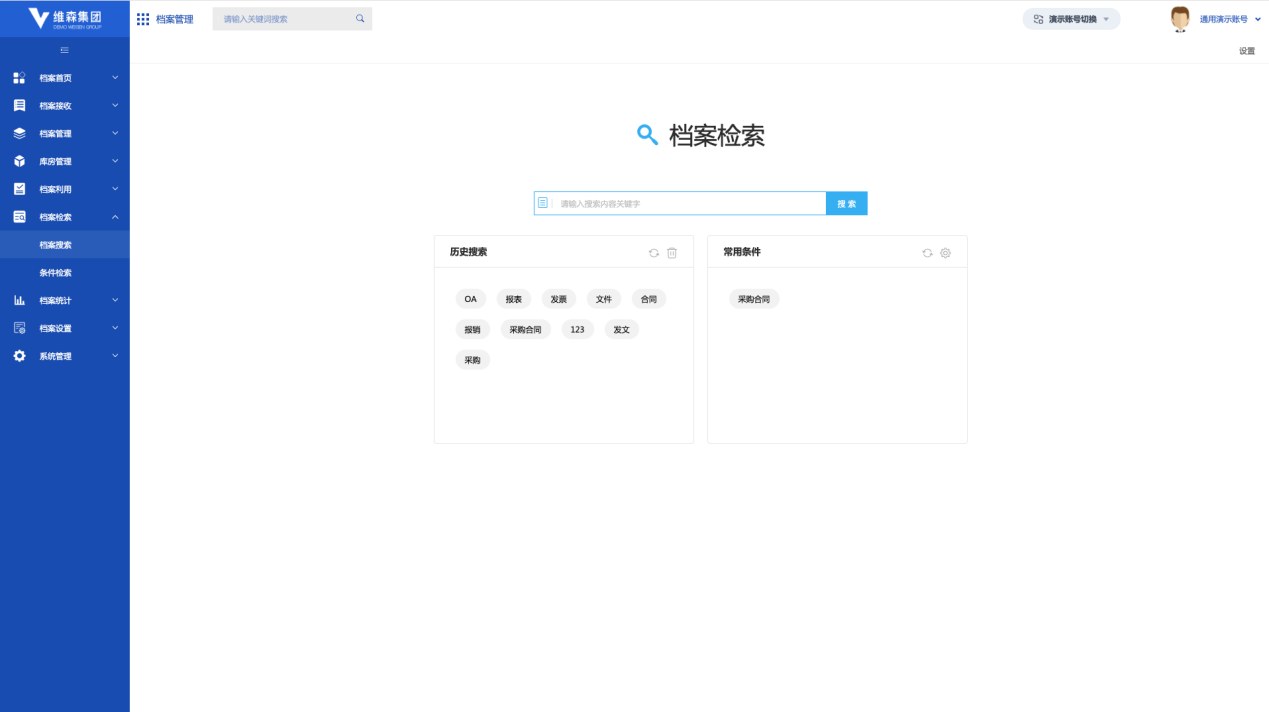 维森集团
DEMO WEISEN GROUP
档案管理
请输入关键词搜索
演示账号切换
通用演示账号
设置
档案首页
档案接收
档案管理
库房管理
档案利用
档案检索
档案搜索
条件检索
档案统计
档案设置
系统管理
档案检索
请输入搜索内容关键字
搜 索
历史搜索
OA 报表 发票 文件 合同
报销 采购合同 123 发文
采购
常用条件
采购合同